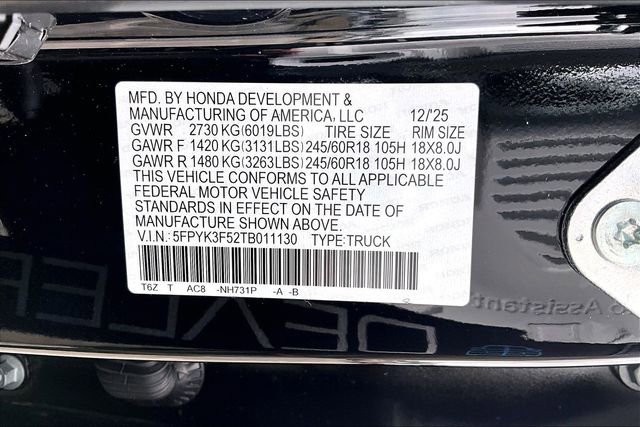 MFD. BY HONDA DEVELOPMENT &
MANUFACTURING OF AMERICA, LLC 12/'25
GVWR 2730 KG(6019LBS) TIRE SIZE RIM SIZE
GAWR F 1420 KG(3131LBS) 245/60R18 105H 18X8.0J
GAWR R 1480 KG(3263LBS) 245/60R18 105H 18X8.0J
THIS VEHICLE CONFORMS TO ALL APPLICABLE
FEDERAL MOTOR VEHICLE SAFETY
STANDARDS IN EFFECT ON THE DATE OF
MANUFACTURE SHOWN ABOVE.
V.I.N.: 5FPYK3F52TB011130 TYPE:TRUCK
T6Z T AC8 -NH731P -A -B
Assistant